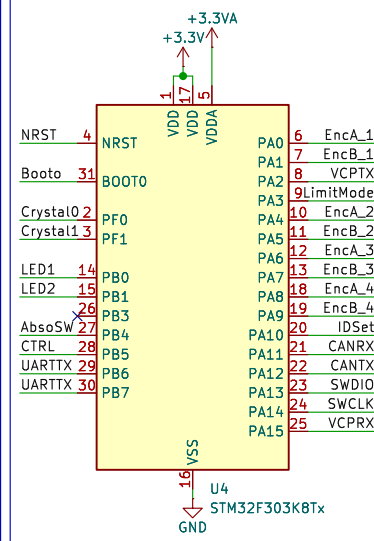 +3.3VA
+3.3V
1 VDD
17 VDD
5 VDDA
NRST 4 NRST
Booto 31 BOOT0
Crystal0 2 PF0
Crystal1 3 PF1
LED1 14 PB0
LED2 15 PB1
26 PB3
AbsoSW 27 PB4
CTRL 28 PB5
UARTTX 29 PB6
UARTTX 30 PB7
PA0 6 EncA_1
PA1 7 EncB_1
PA2 8 VCPTX
PA3 9 LimitMode
PA4 10 EncA_2
PA5 11 EncB_2
PA6 12 EncA_3
PA7 13 EncB_3
PA8 18 EncA_4
PA9 19 EncB_4
PA10 20 IDSet
PA11 21 CANRX
PA12 22 CANTX
PA13 23 SWDIO
PA14 24 SWCLK
PA15 25 VCPRX
VSS
16
U4
STM32F303K8Tx
GND